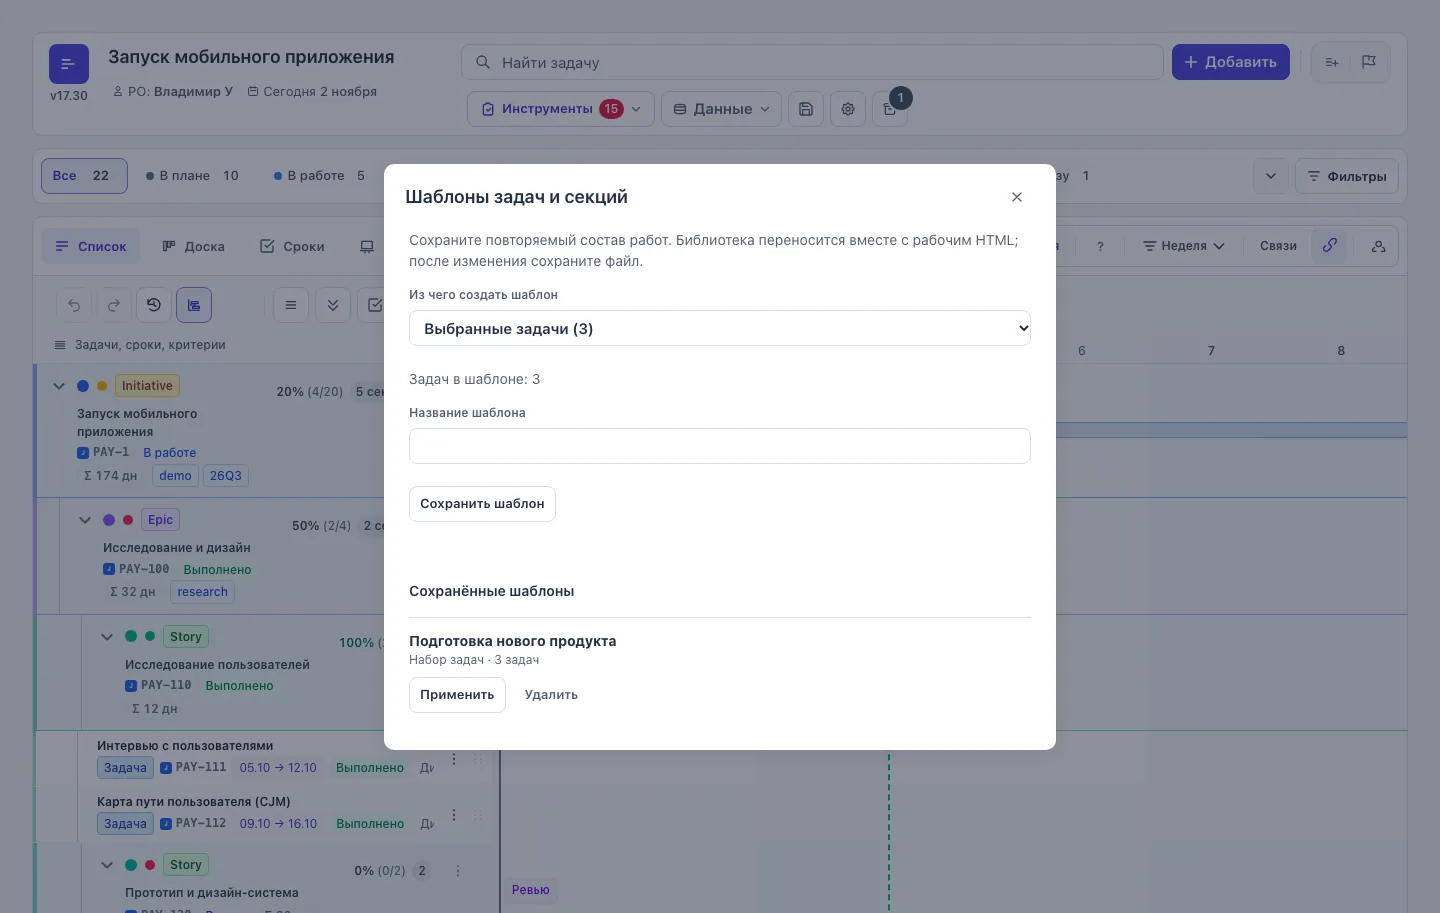 Запуск мобильного приложения
v17.30
PO: Владимир У
Сегодня 2 ноября
Найти задачу
Добавить
Инструменты 15
Данные
1
Все 22
В плане 10
В работе 5
зу 1
Фильтры
Шаблоны задач и секций
Сохраните повторяемый состав работ. Библиотека переносится вместе с рабочим HTML;
после изменения сохраните файл.
Из чего создать шаблон
Выбранные задачи (3)
Задач в шаблоне: 3
Название шаблона
Сохранить шаблон
Сохранённые шаблоны
Подготовка нового продукта
Набор задач · 3 задач
Применить
Удалить
Список
Доска
Сроки
я
?
Неделя
Связи
Задачи, сроки, критерии
6 7 8
Initiative
20% (4/20) 5 сен
Запуск мобильного
приложения
PAY-1 В работе
Σ 174 дн demo 26Q3
Epic
50% (2/4) 2 се
Исследование и дизайн
PAY-100 Выполнено
Σ 32 дн research
Story
100% (
Исследование пользователей
PAY-110 Выполнено
Σ 12 дн
Интервью с пользователями
Задача PAY-111 05.10 → 12.10 Выполнено Ди
Карта пути пользователя (CJM)
Задача PAY-112 09.10 → 16.10 Выполнено Ди
Story
0% (0/2) 2
Прототип и дизайн-система
Ревью